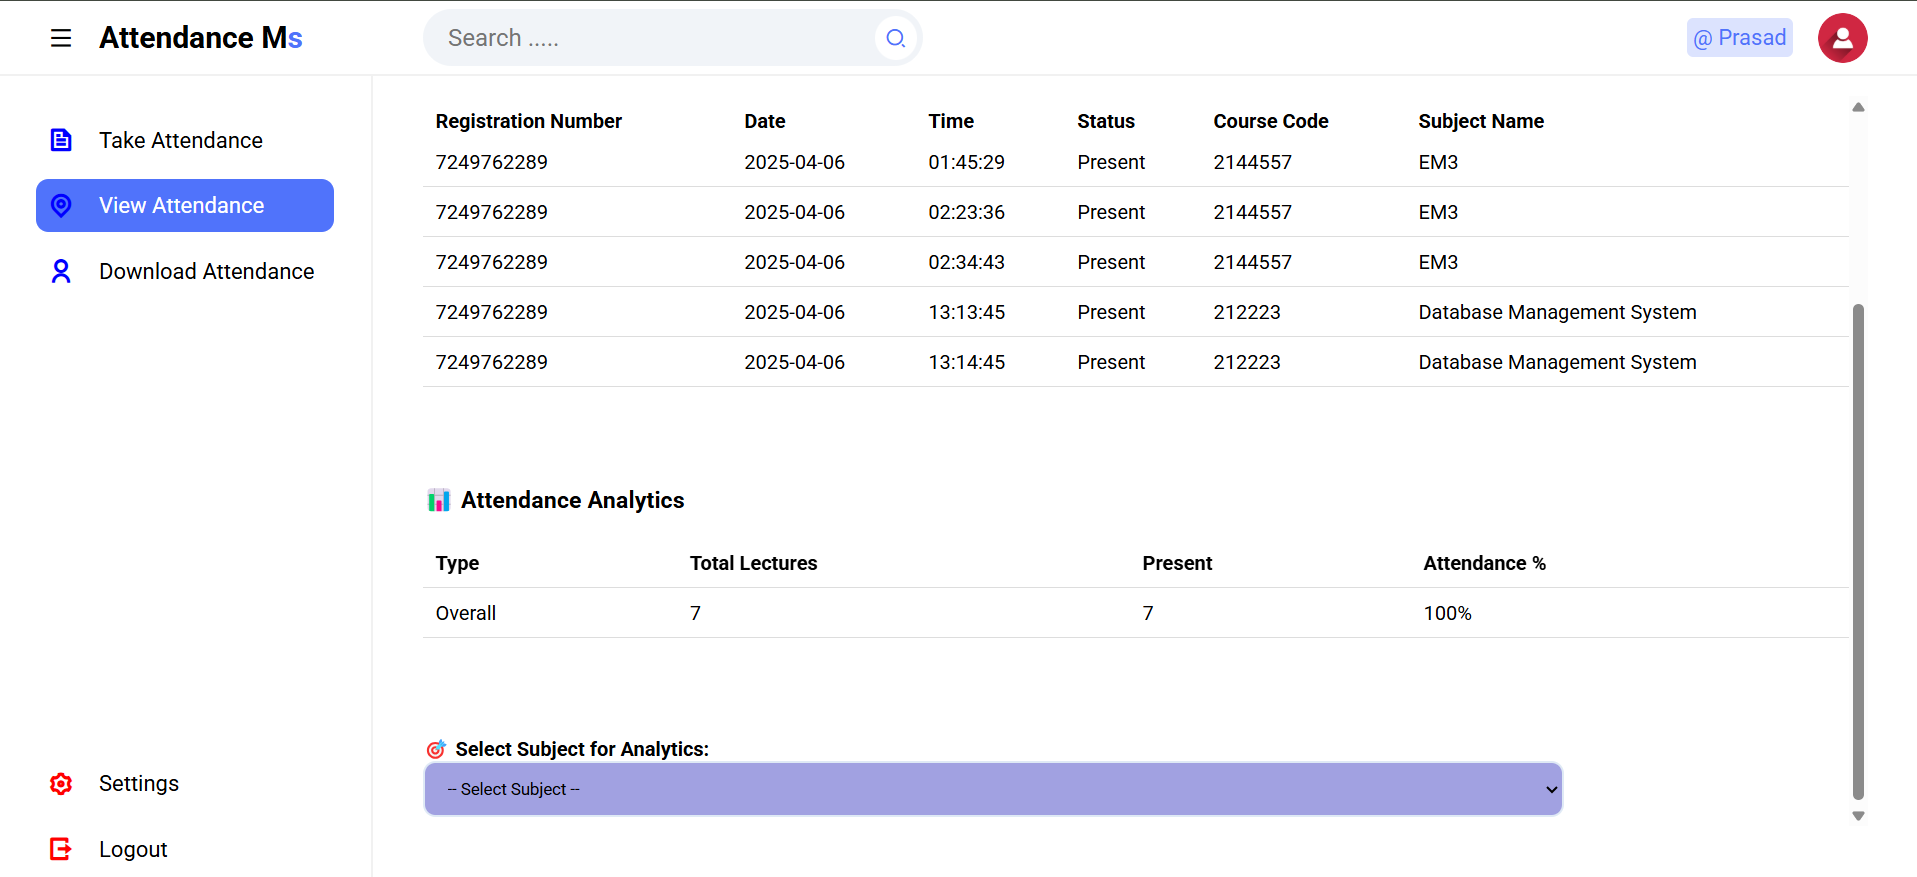 Attendance Ms
Search .....
@ Prasad
Take Attendance
View Attendance
Download Attendance
Settings
Logout
Registration Number Date Time Status Course Code Subject Name
7249762289 2025-04-06 01:45:29 Present 2144557 EM3
7249762289 2025-04-06 02:23:36 Present 2144557 EM3
7249762289 2025-04-06 02:34:43 Present 2144557 EM3
7249762289 2025-04-06 13:13:45 Present 212223 Database Management System
7249762289 2025-04-06 13:14:45 Present 212223 Database Management System
Attendance Analytics
Type Total Lectures Present Attendance %
Overall 7 7 100%
Select Subject for Analytics:
-- Select Subject --